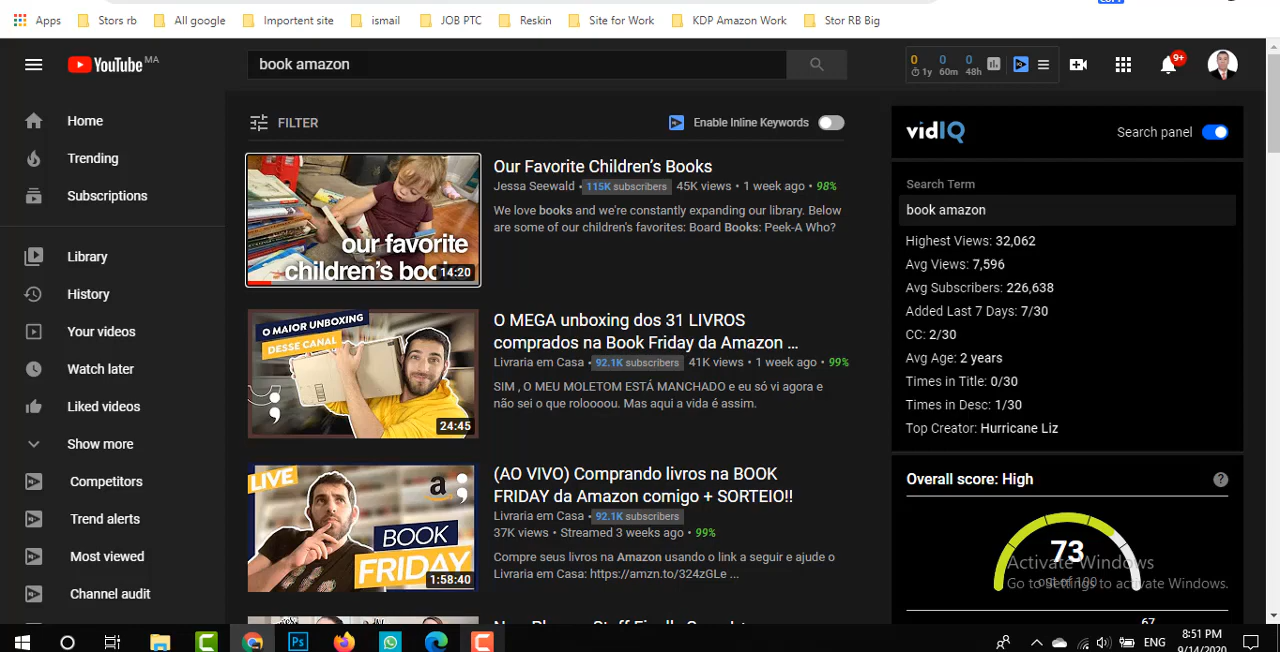 Apps
Stors rb
All google
Importent site
ismail
JOB PTC
Reskin
Site for Work
KDP Amazon Work
Stor RB Big
YouTube MA
book amazon
0 0 0
1y 60m 48h
9+
Home
Trending
Subscriptions
Library
History
Your videos
Watch later
Liked videos
Show more
Competitors
Trend alerts
Most viewed
Channel audit
FILTER
Enable Inline Keywords
our favorite
14:20
Our Favorite Children's Books
Jessa Seewald • 115K subscribers 45K views • 1 week ago • 98%
We love books and we're constantly expanding our library. Below
are some of our children's favorites: Board Books: Peek-A Who?
O MAIOR UNBOXING
DESSE CANAL
24:45
O MEGA unboxing dos 31 LIVROS
comprados na Book Friday da Amazon ...
Livraria em Casa • 92.1K subscribers 41K views • 1 week ago • 99%
SIM , O MEU MOLETOM ESTÁ MANCHADO e eu só vi agora e
não sei o que roloooou. Mas aqui a vida é assim.
LIVE
a
BOOK
FRIDAY
1:58:40
(AO VIVO) Comprando livros na BOOK
FRIDAY da Amazon comigo + SORTEIO!!
Livraria em Casa • 92.1K subscribers
37K views • Streamed 3 weeks ago • 99%
Compre seus livros na Amazon usando o link a seguir e ajude o
Livraria em Casa: https://amzn.to/324zGLe ...
vidIQ
Search panel
Search Term
book amazon
Highest Views: 32,062
Avg Views: 7,596
Avg Subscribers: 226,638
Added Last 7 Days: 7/30
CC: 2/30
Avg Age: 2 years
Times in Title: 0/30
Times in Desc: 1/30
Top Creator: Hurricane Liz
Overall score: High
73
out of 100
Activate Windows
Go to Settings to activate Windows.
67
ENG
8:51 PM
9/14/2020